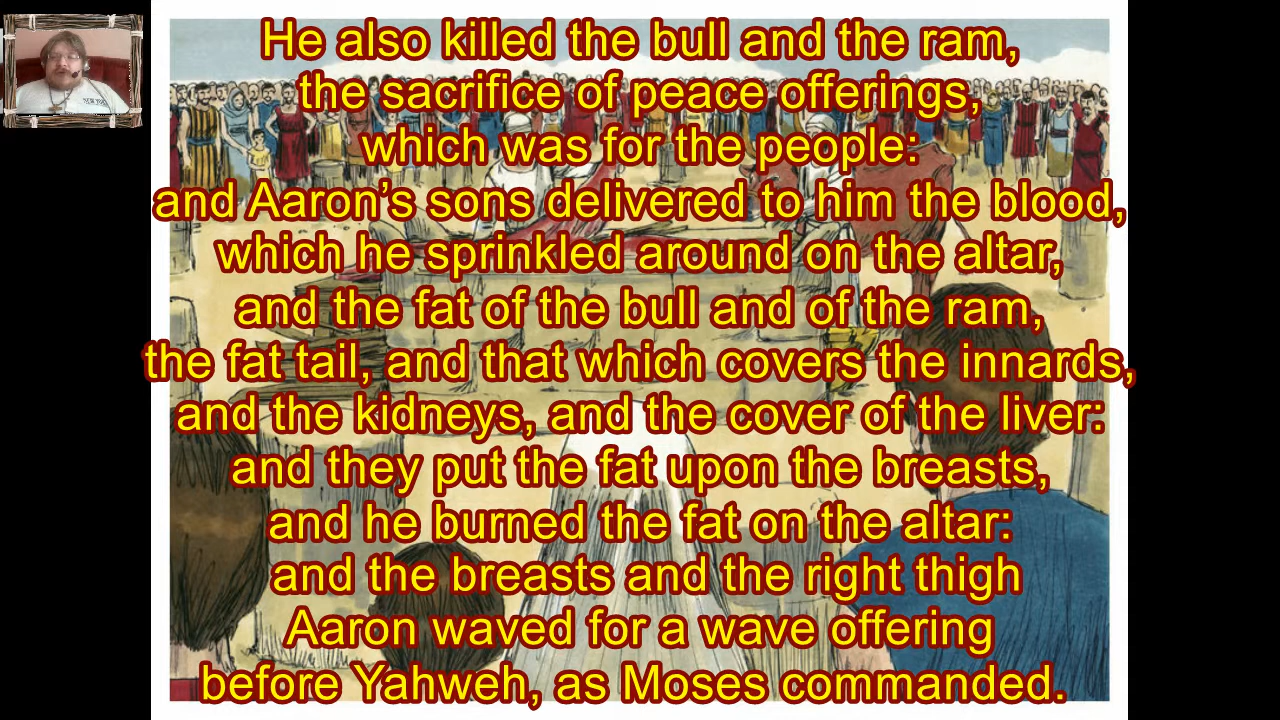 He also killed the bull and the ram,
the sacrifice of peace offerings,
which was for the people:
and Aaron’s sons delivered to him the blood,
which he sprinkled around on the altar,
and the fat of the bull and of the ram,
the fat tail, and that which covers the innards,
and the kidneys, and the cover of the liver:
and they put the fat upon the breasts,
and he burned the fat on the altar:
and the breasts and the right thigh
Aaron waved for a wave offering
before Yahweh, as Moses commanded.